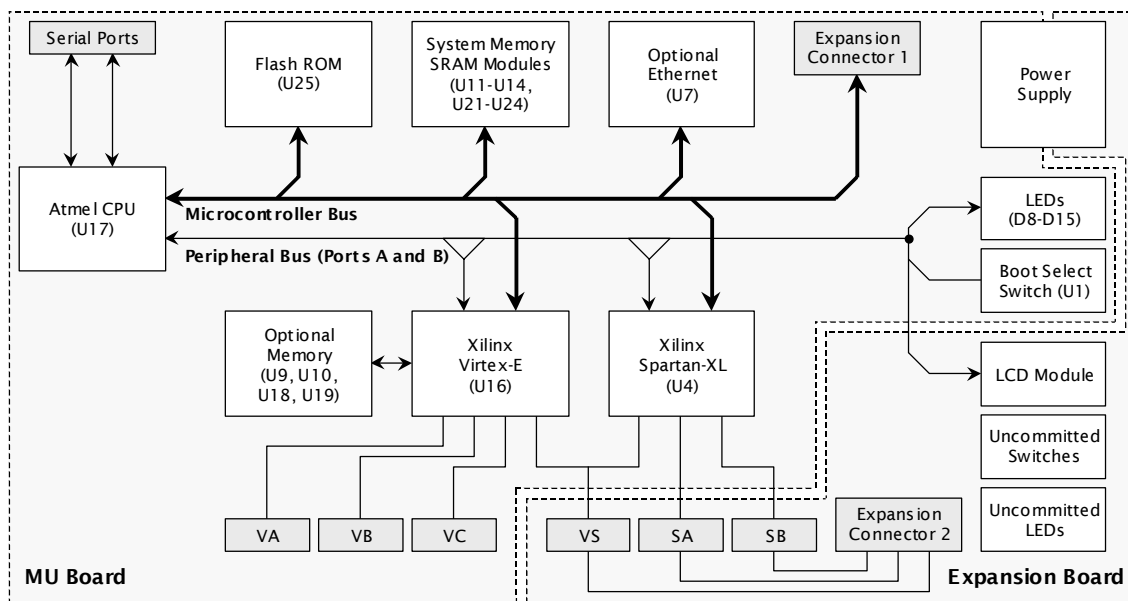 Serial Ports
Flash ROM
(U25)
System Memory
SRAM Modules
(U11-U14,
U21-U24)
Optional
Ethernet
(U7)
Expansion
Connector 1
Power
Supply
Atmel CPU
(U17)
Microcontroller Bus
Peripheral Bus (Ports A and B)
LEDs
(D8-D15)
Boot Select
Switch (U1)
Optional
Memory
(U9, U10,
U18, U19)
Xilinx
Virtex-E
(U16)
Xilinx
Spartan-XL
(U4)
LCD Module
Uncommitted
Switches
Uncommitted
LEDs
VA
VB
VC
VS
SA
SB
Expansion
Connector 2
MU Board
Expansion Board